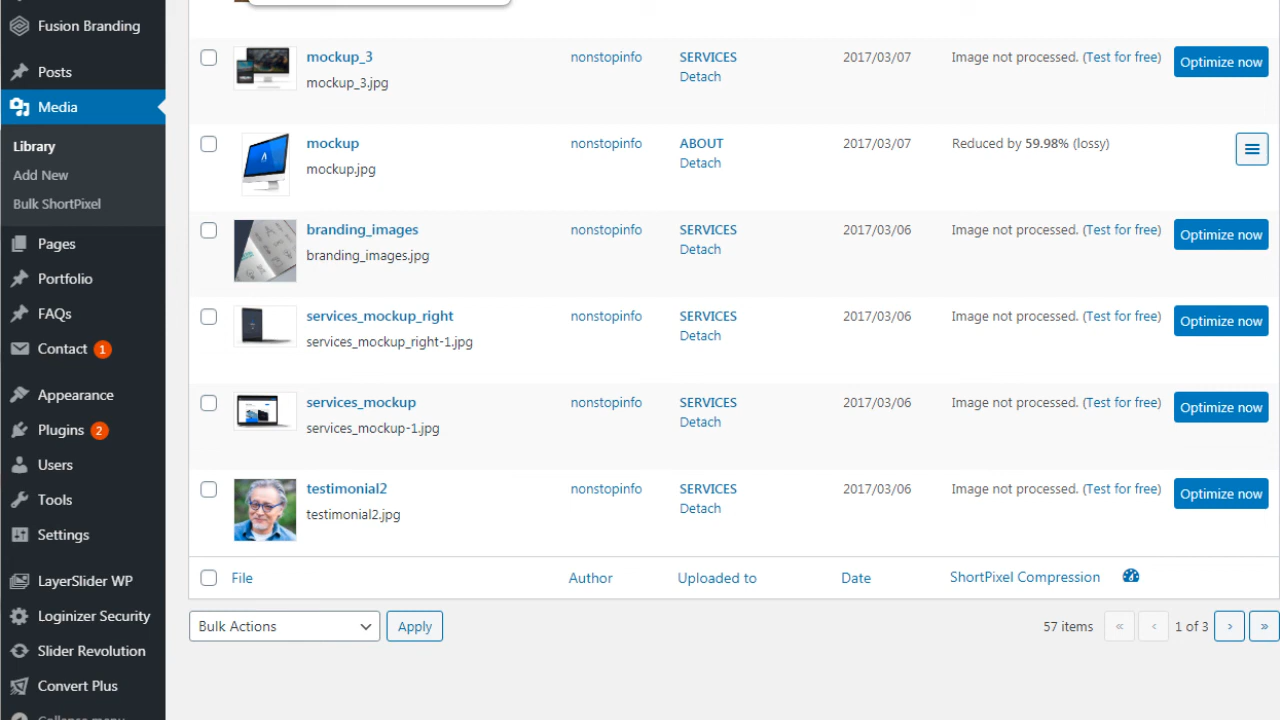 Fusion Branding
Posts
Media
Library
Add New
Bulk ShortPixel
Pages
Portfolio
FAQs
Contact 1
Appearance
Plugins 2
Users
Tools
Settings
LayerSlider WP
Loginizer Security
Slider Revolution
Convert Plus
Collapse menu
mockup_3 nonstopinfo SERVICES 2017/03/07 Image not processed. (Test for free) Optimize now
mockup_3.jpg Detach
mockup nonstopinfo ABOUT 2017/03/07 Reduced by 59.98% (lossy)
mockup.jpg Detach
branding_images nonstopinfo SERVICES 2017/03/06 Image not processed. (Test for free) Optimize now
branding_images.jpg Detach
services_mockup_right nonstopinfo SERVICES 2017/03/06 Image not processed. (Test for free) Optimize now
services_mockup_right-1.jpg Detach
services_mockup nonstopinfo SERVICES 2017/03/06 Image not processed. (Test for free) Optimize now
services_mockup-1.jpg Detach
testimonial2 nonstopinfo SERVICES 2017/03/06 Image not processed. (Test for free) Optimize now
testimonial2.jpg Detach
File Author Uploaded to Date ShortPixel Compression
Bulk Actions Apply 57 items « ‹ 1 of 3 › »